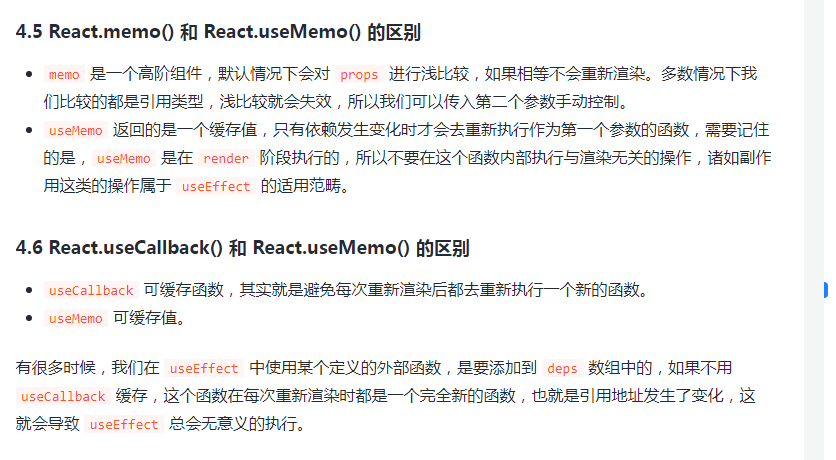 4.5 React.memo() 和 React.useMemo() 的区别
memo 是一个高阶组件，默认情况下会对 props 进行浅比较，如果相等不会重新渲染。多数情况下我
们比较的都是引用类型，浅比较就会失效，所以我们可以传入第二个参数手动控制。
useMemo 返回的是一个缓存值，只有依赖发生变化时才会去重新执行作为第一个参数的函数，需要记住
的是，useMemo 是在 render 阶段执行的，所以不要在这个函数内部执行与渲染无关的操作，诸如副作
用这类的操作属于 useEffect 的适用范畴。
4.6 React.useCallback() 和 React.useMemo() 的区别
useCallback 可缓存函数，其实就是避免每次重新渲染后都去重新执行一个新的函数。
useMemo 可缓存值。
有很多时候，我们在 useEffect 中使用某个定义的外部函数，是要添加到 deps 数组中的，如果不用
useCallback 缓存，这个函数在每次重新渲染时都是一个完全新的函数，也就是引用地址发生了变化，这
就会导致 useEffect 总会无意义的执行。